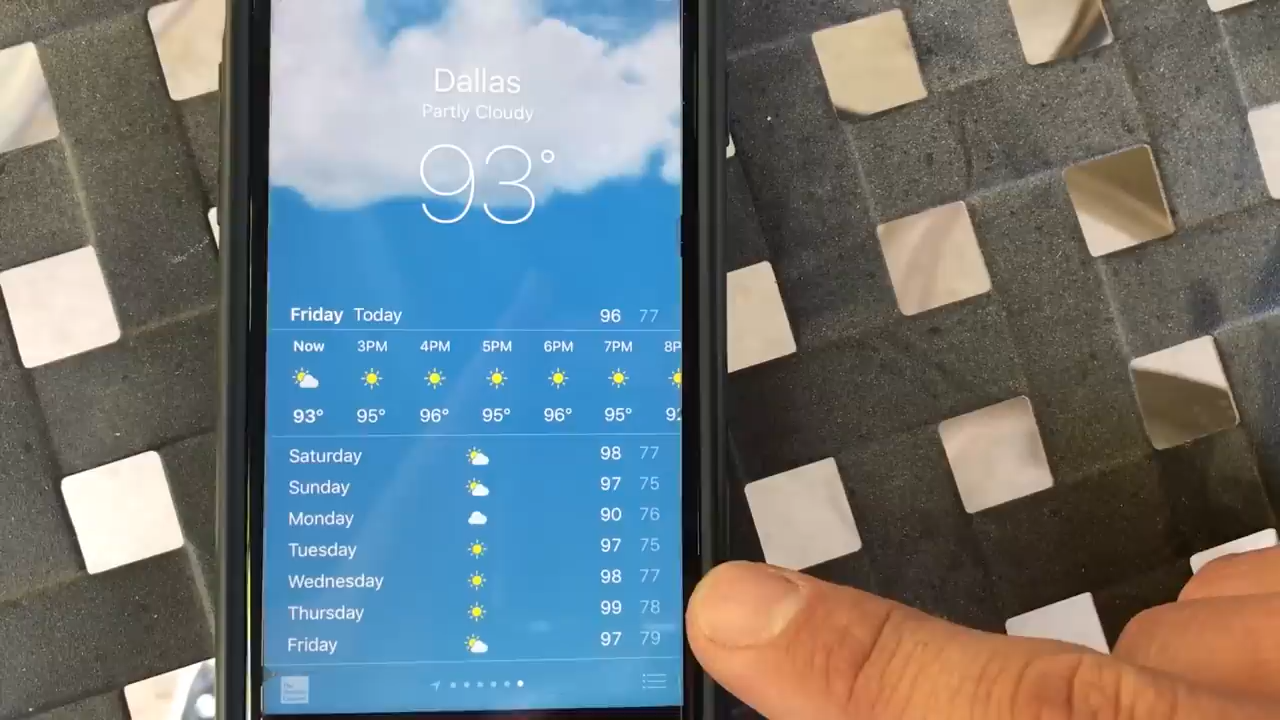 Dallas
Partly Cloudy
93°
Friday Today 96 77
Now 3PM 4PM 5PM 6PM 7PM 8P
93° 95° 96° 95° 96° 95° 92
Saturday 98 77
Sunday 97 75
Monday 90 76
Tuesday 97 75
Wednesday 98 77
Thursday 99 78
Friday 97 79